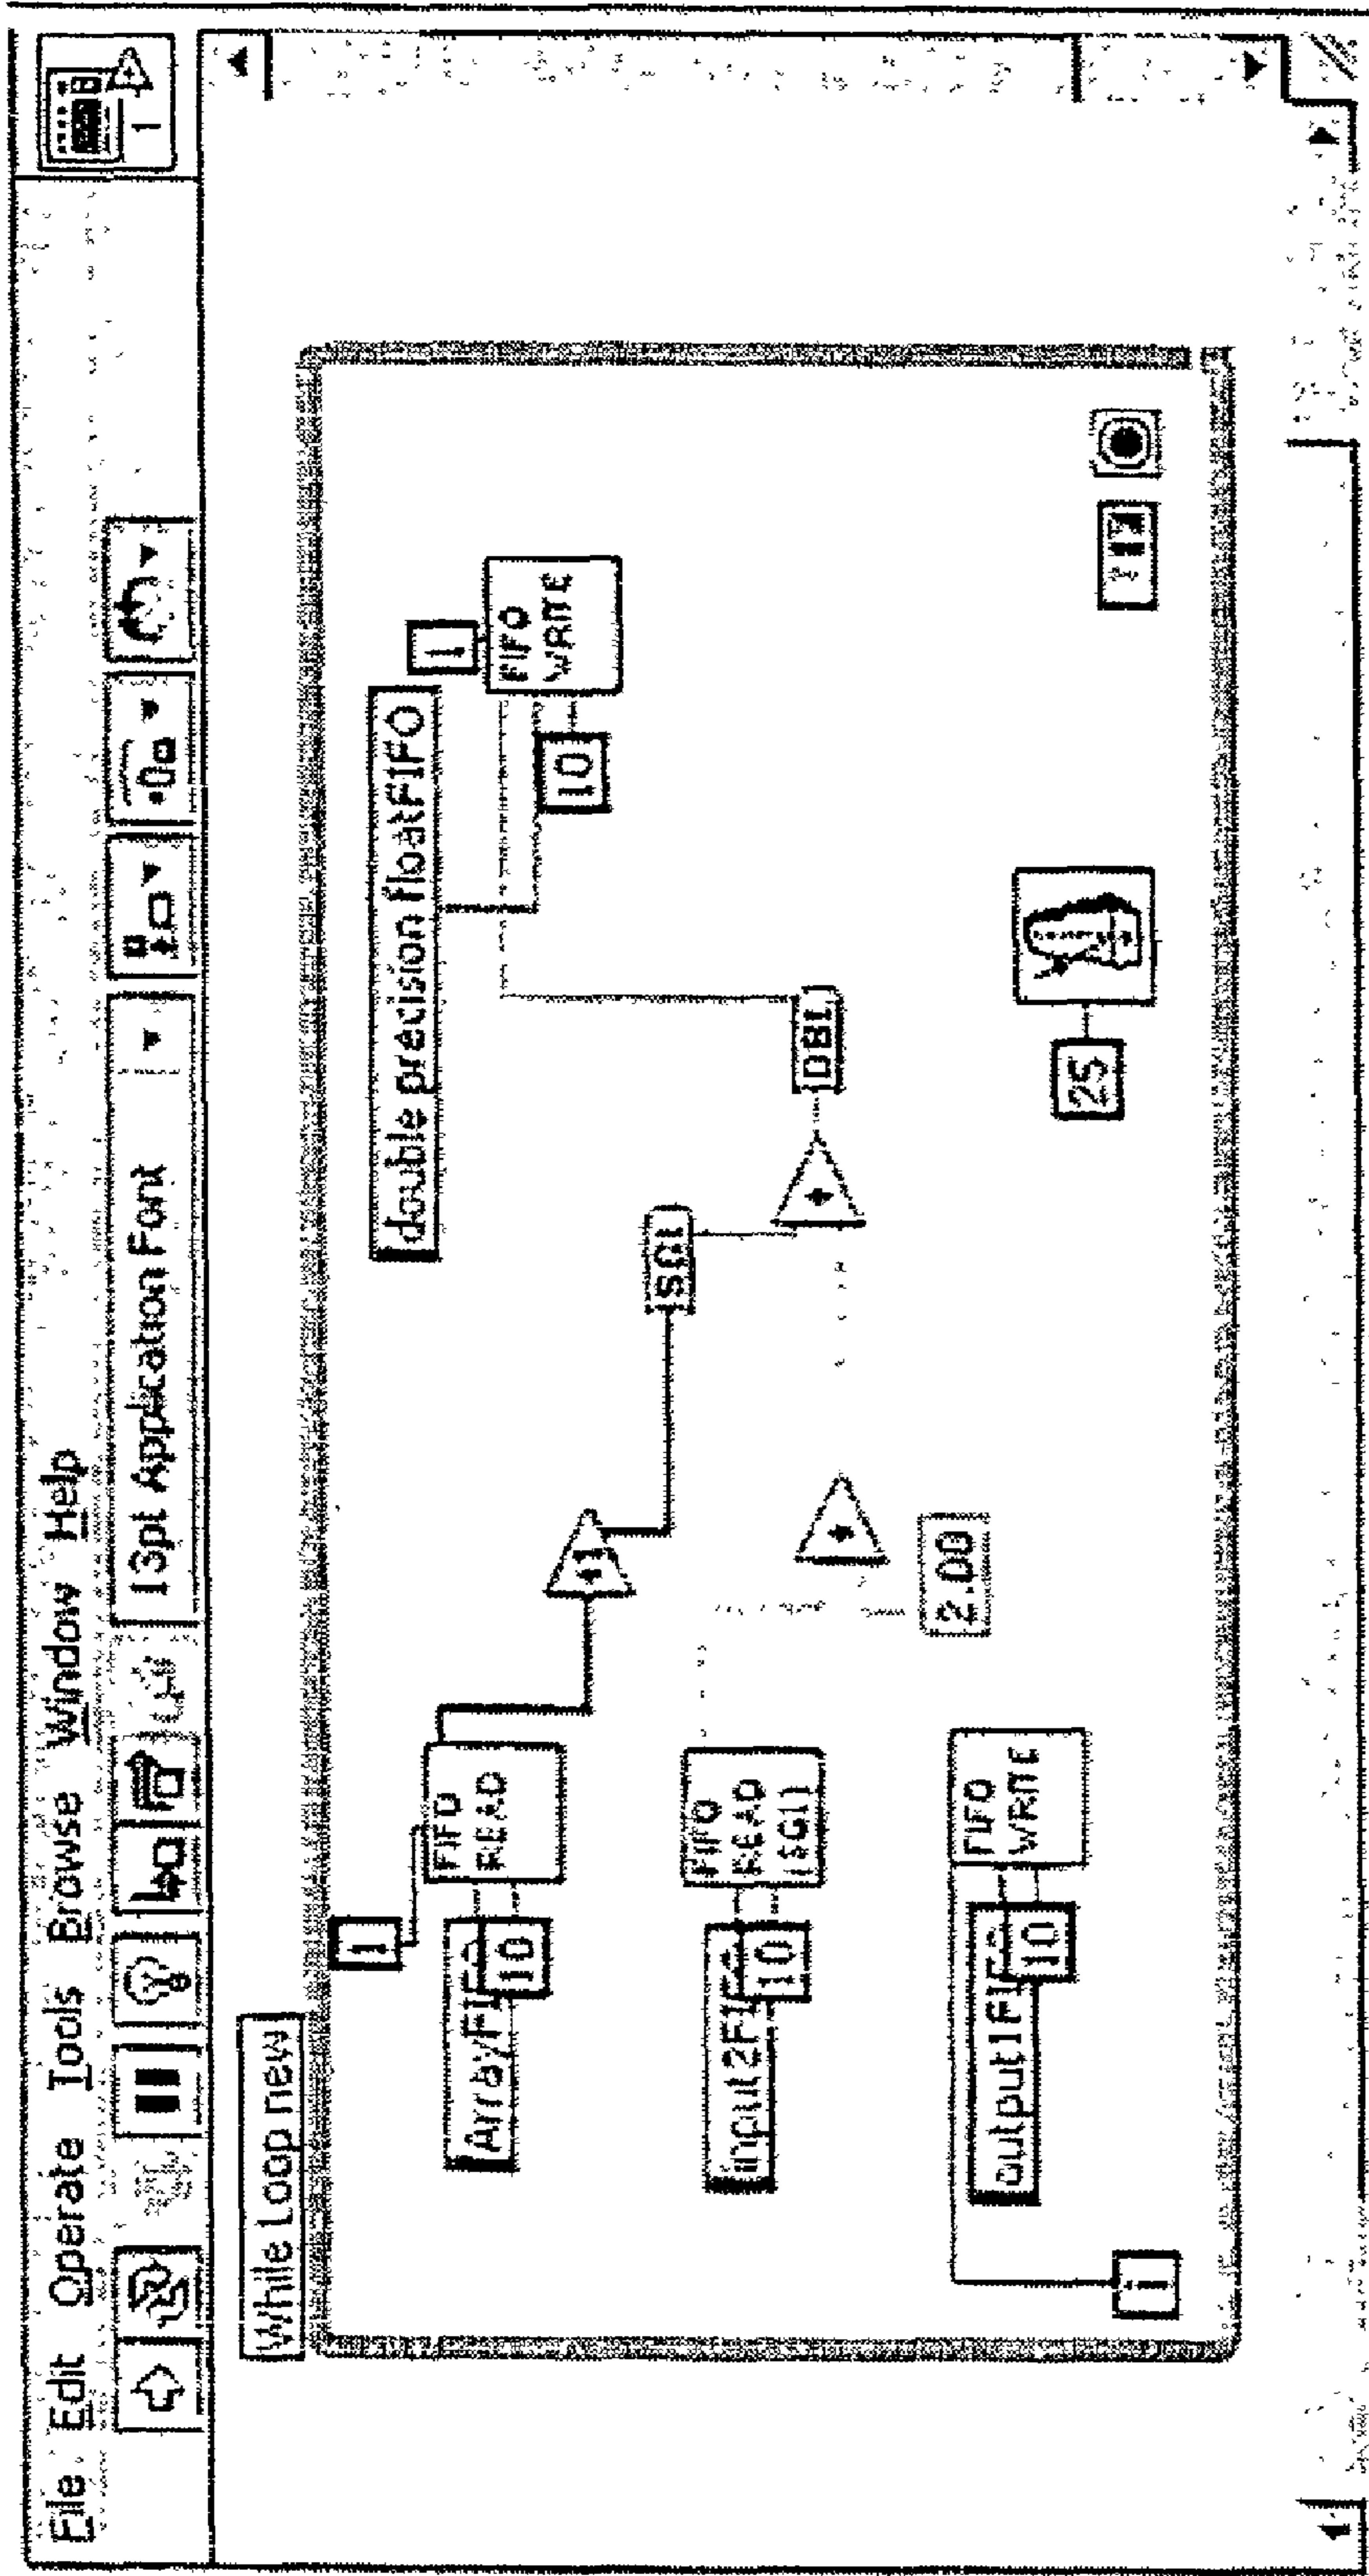 File Edit Operate Tools Browse Window Help
13pt Application Font
1
While Loop new
1
double precision floatFIFO
1
ArrayFIFO
10
FIFO
READ
+1
FIFO
WRITE
10
SGL
input2FIFO
10
FIFO
READ
(SGL)
DBL
2.00
output1FIFO
10
FIFO
WRITE
25
i